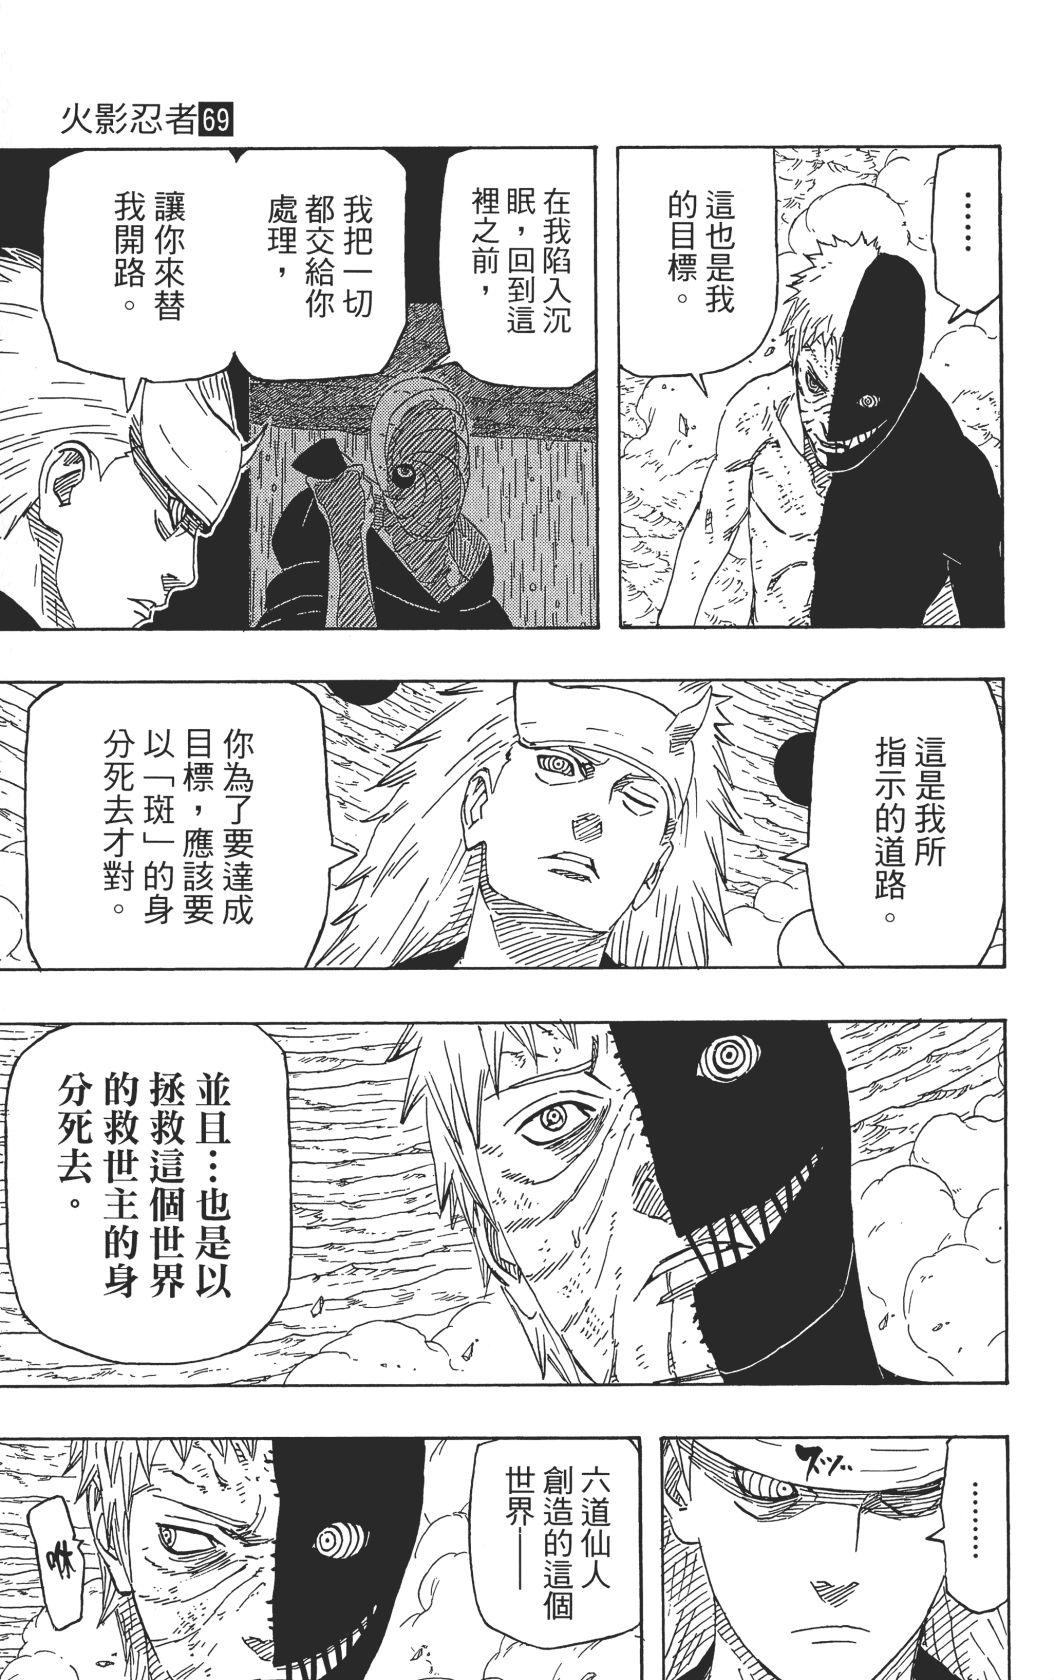 火影忍者69
……
這也是我
的目標。
在我陷入沉
眠，回到這
裡之前，
我把一切
都交給你
處理，
讓你來替
我開路。
這是我所
指示的道路。
你為了要達成
目標，應該要
以「斑」的身
分死去才對。
並且…也是以
拯救這個世界
的救世主的身
分死去。
………
ズッ‥
六道仙人
創造的這個
世界——
咻